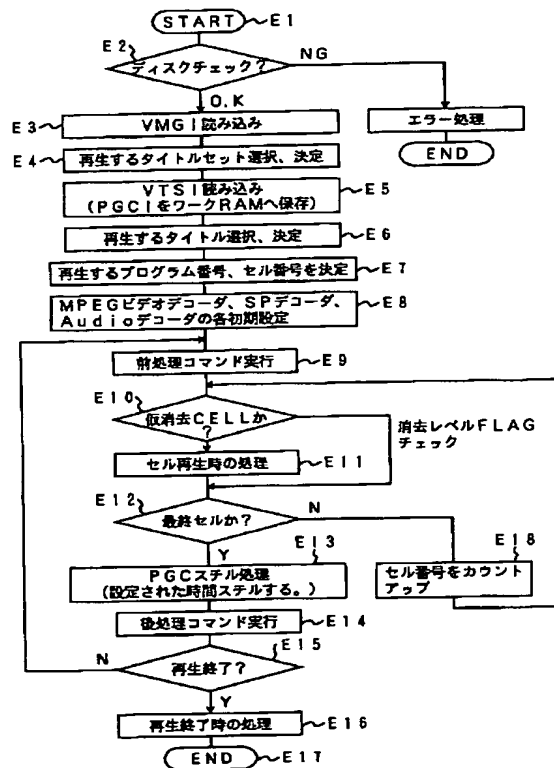 START E1
E2 ディスクチェック? NG
O.K
E3 VMGI読み込み
エラー処理
END
E4 再生するタイトルセット選択、決定
VTSI読み込み E5
(PGCIをワークRAMへ保存)
再生するタイトル選択、決定 E6
再生するプログラム番号、セル番号を決定 E7
MPEGビデオデコーダ、SPデコーダ、 E8
Audioデコーダの各初期設定
前処理コマンド実行 E9
E10
仮消去CELLか
?
消去レベルFLAG
チェック
セル再生時の処理 E11
E12 最終セルか? N
Y E13
PGCスチル処理
(設定された時間スチルする。)
E18
セル番号をカウント
アップ
後処理コマンド実行 E14
N 再生終了? E15
Y
再生終了時の処理 E16
END E17